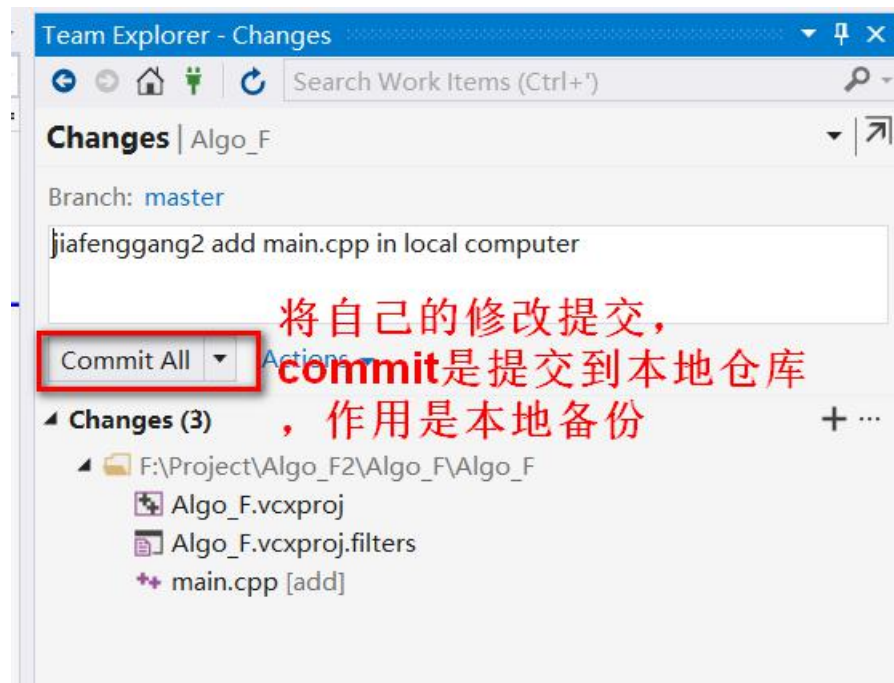 Team Explorer - Changes
Search Work Items (Ctrl+')
Changes | Algo_F
Branch: master
jiafenggang2 add main.cpp in local computer
将自己的修改提交，
Commit All
Actions
commit是提交到本地仓库
，作用是本地备份
Changes (3)
F:\Project\Algo_F2\Algo_F\Algo_F
Algo_F.vcxproj
Algo_F.vcxproj.filters
main.cpp [add]